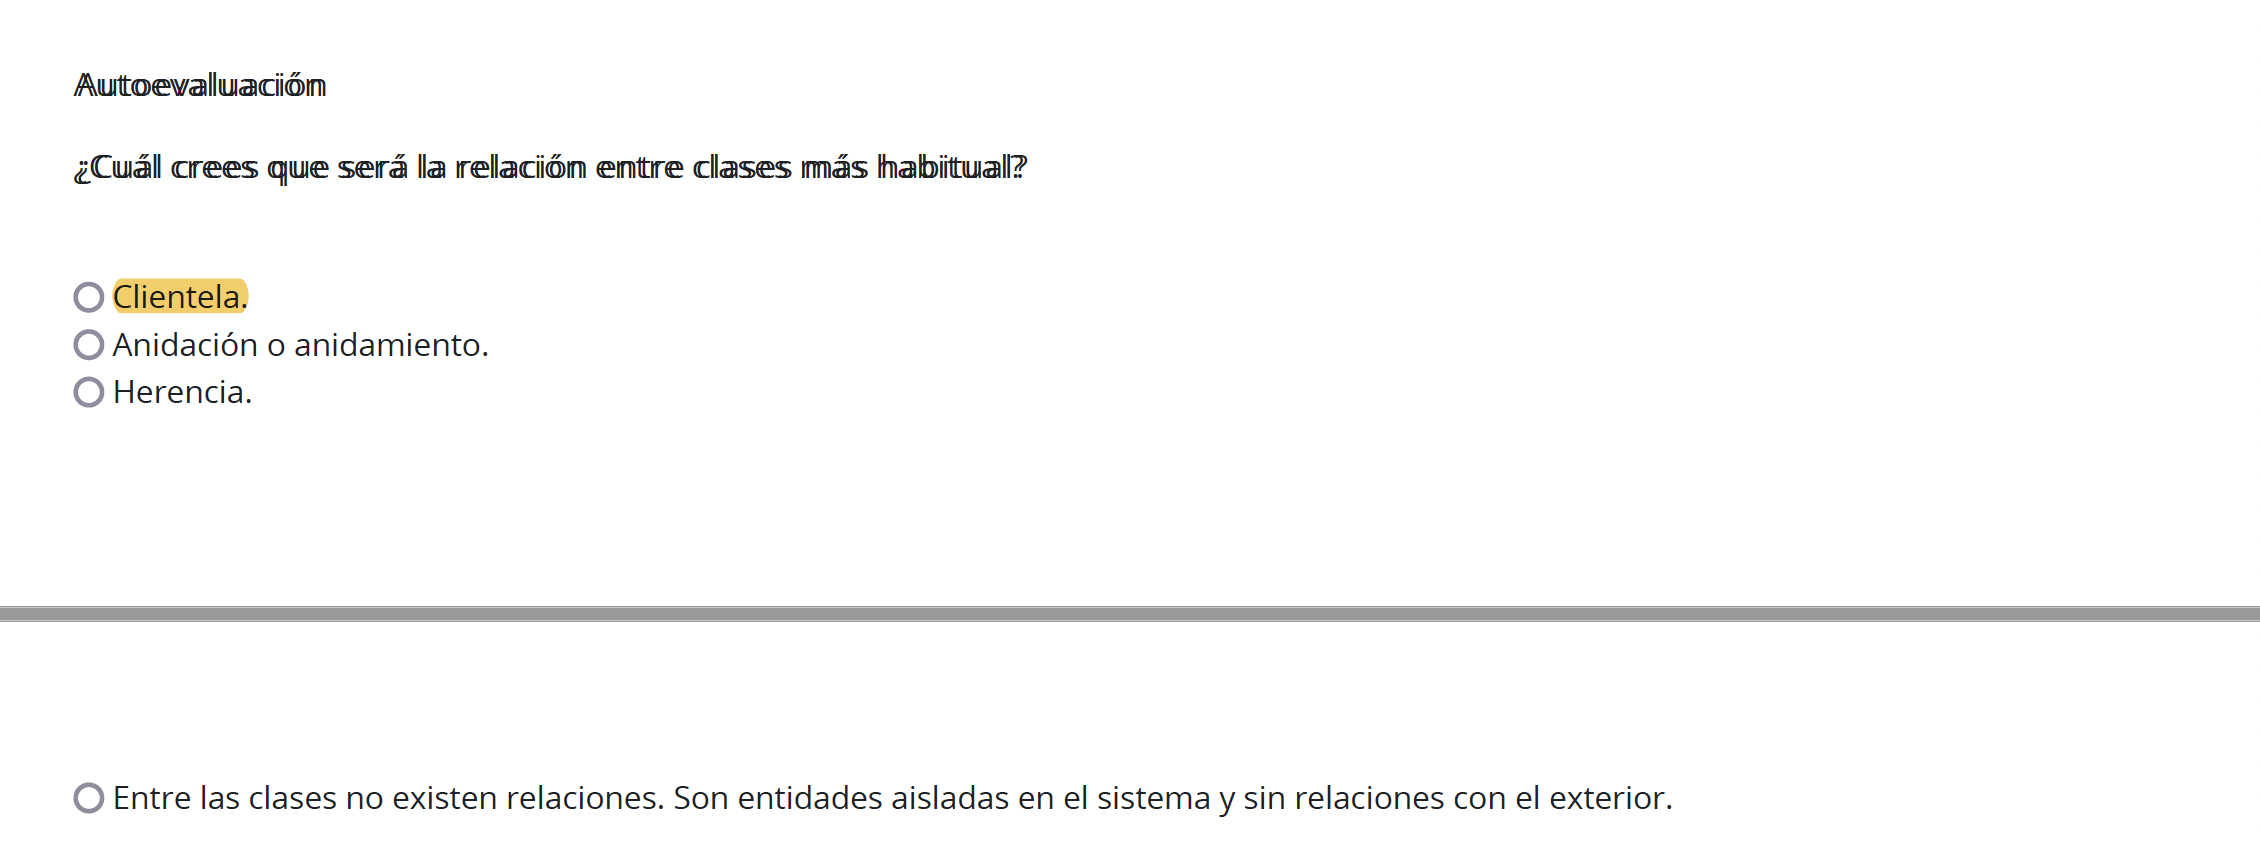 Autoevaluación
¿Cuál crees que será la relación entre clases más habitual?
Clientela.
Anidación o anidamiento.
Herencia.
Entre las clases no existen relaciones. Son entidades aisladas en el sistema y sin relaciones con el exterior.